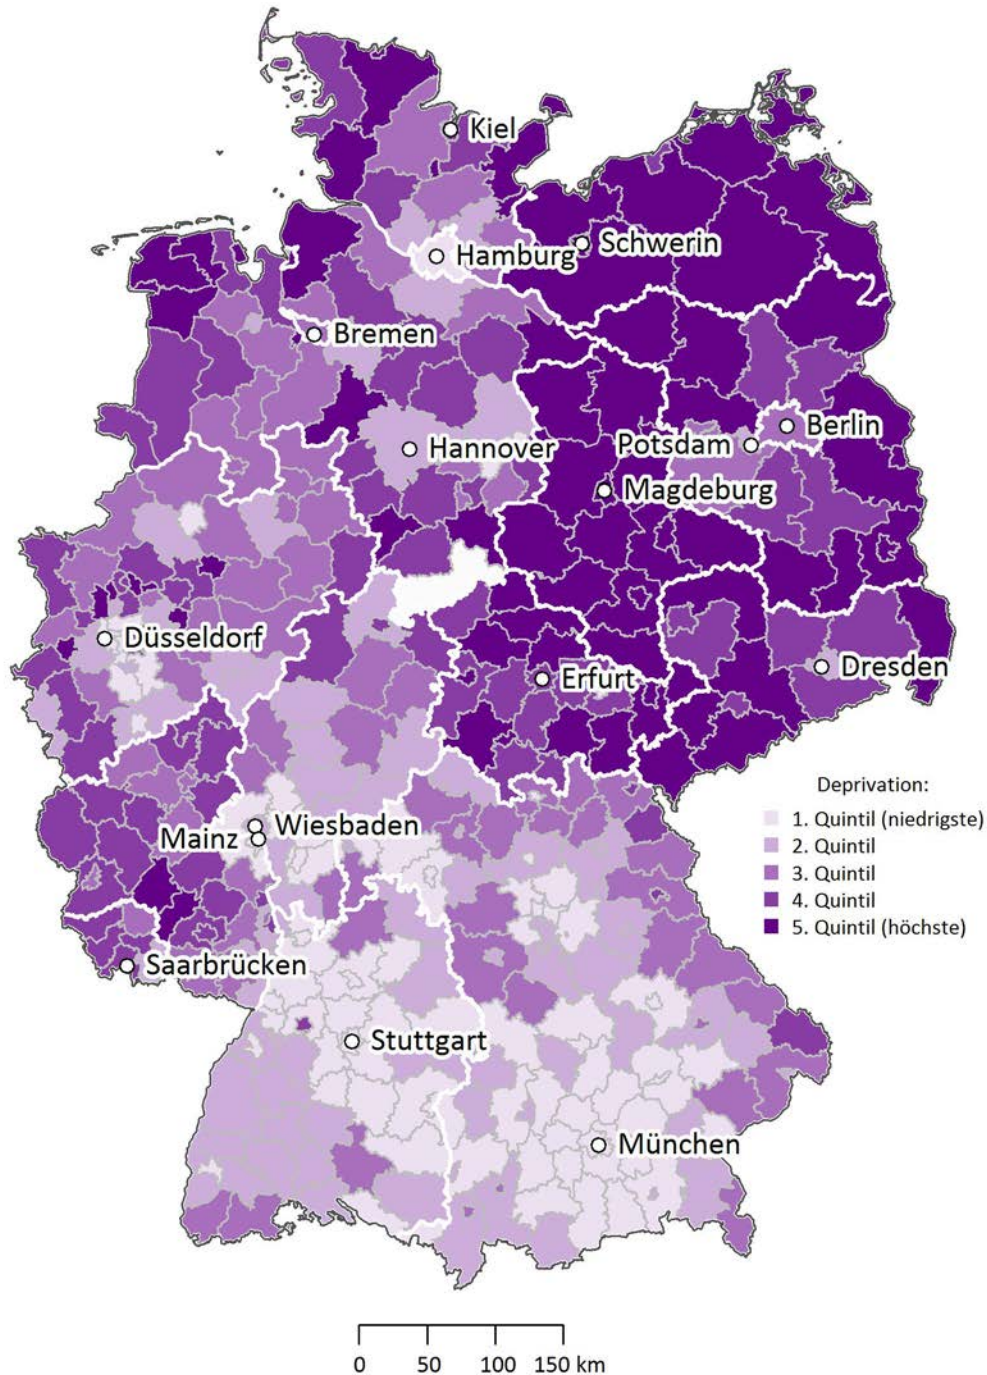 Kiel
Schwerin
Hamburg
Bremen
Berlin
Potsdam
Hannover
Magdeburg
Düsseldorf
Erfurt
Dresden
Deprivation:
1. Quintil (niedrigste)
2. Quintil
3. Quintil
4. Quintil
5. Quintil (höchste)
Wiesbaden
Mainz
Saarbrücken
Stuttgart
München
0 50 100 150 km